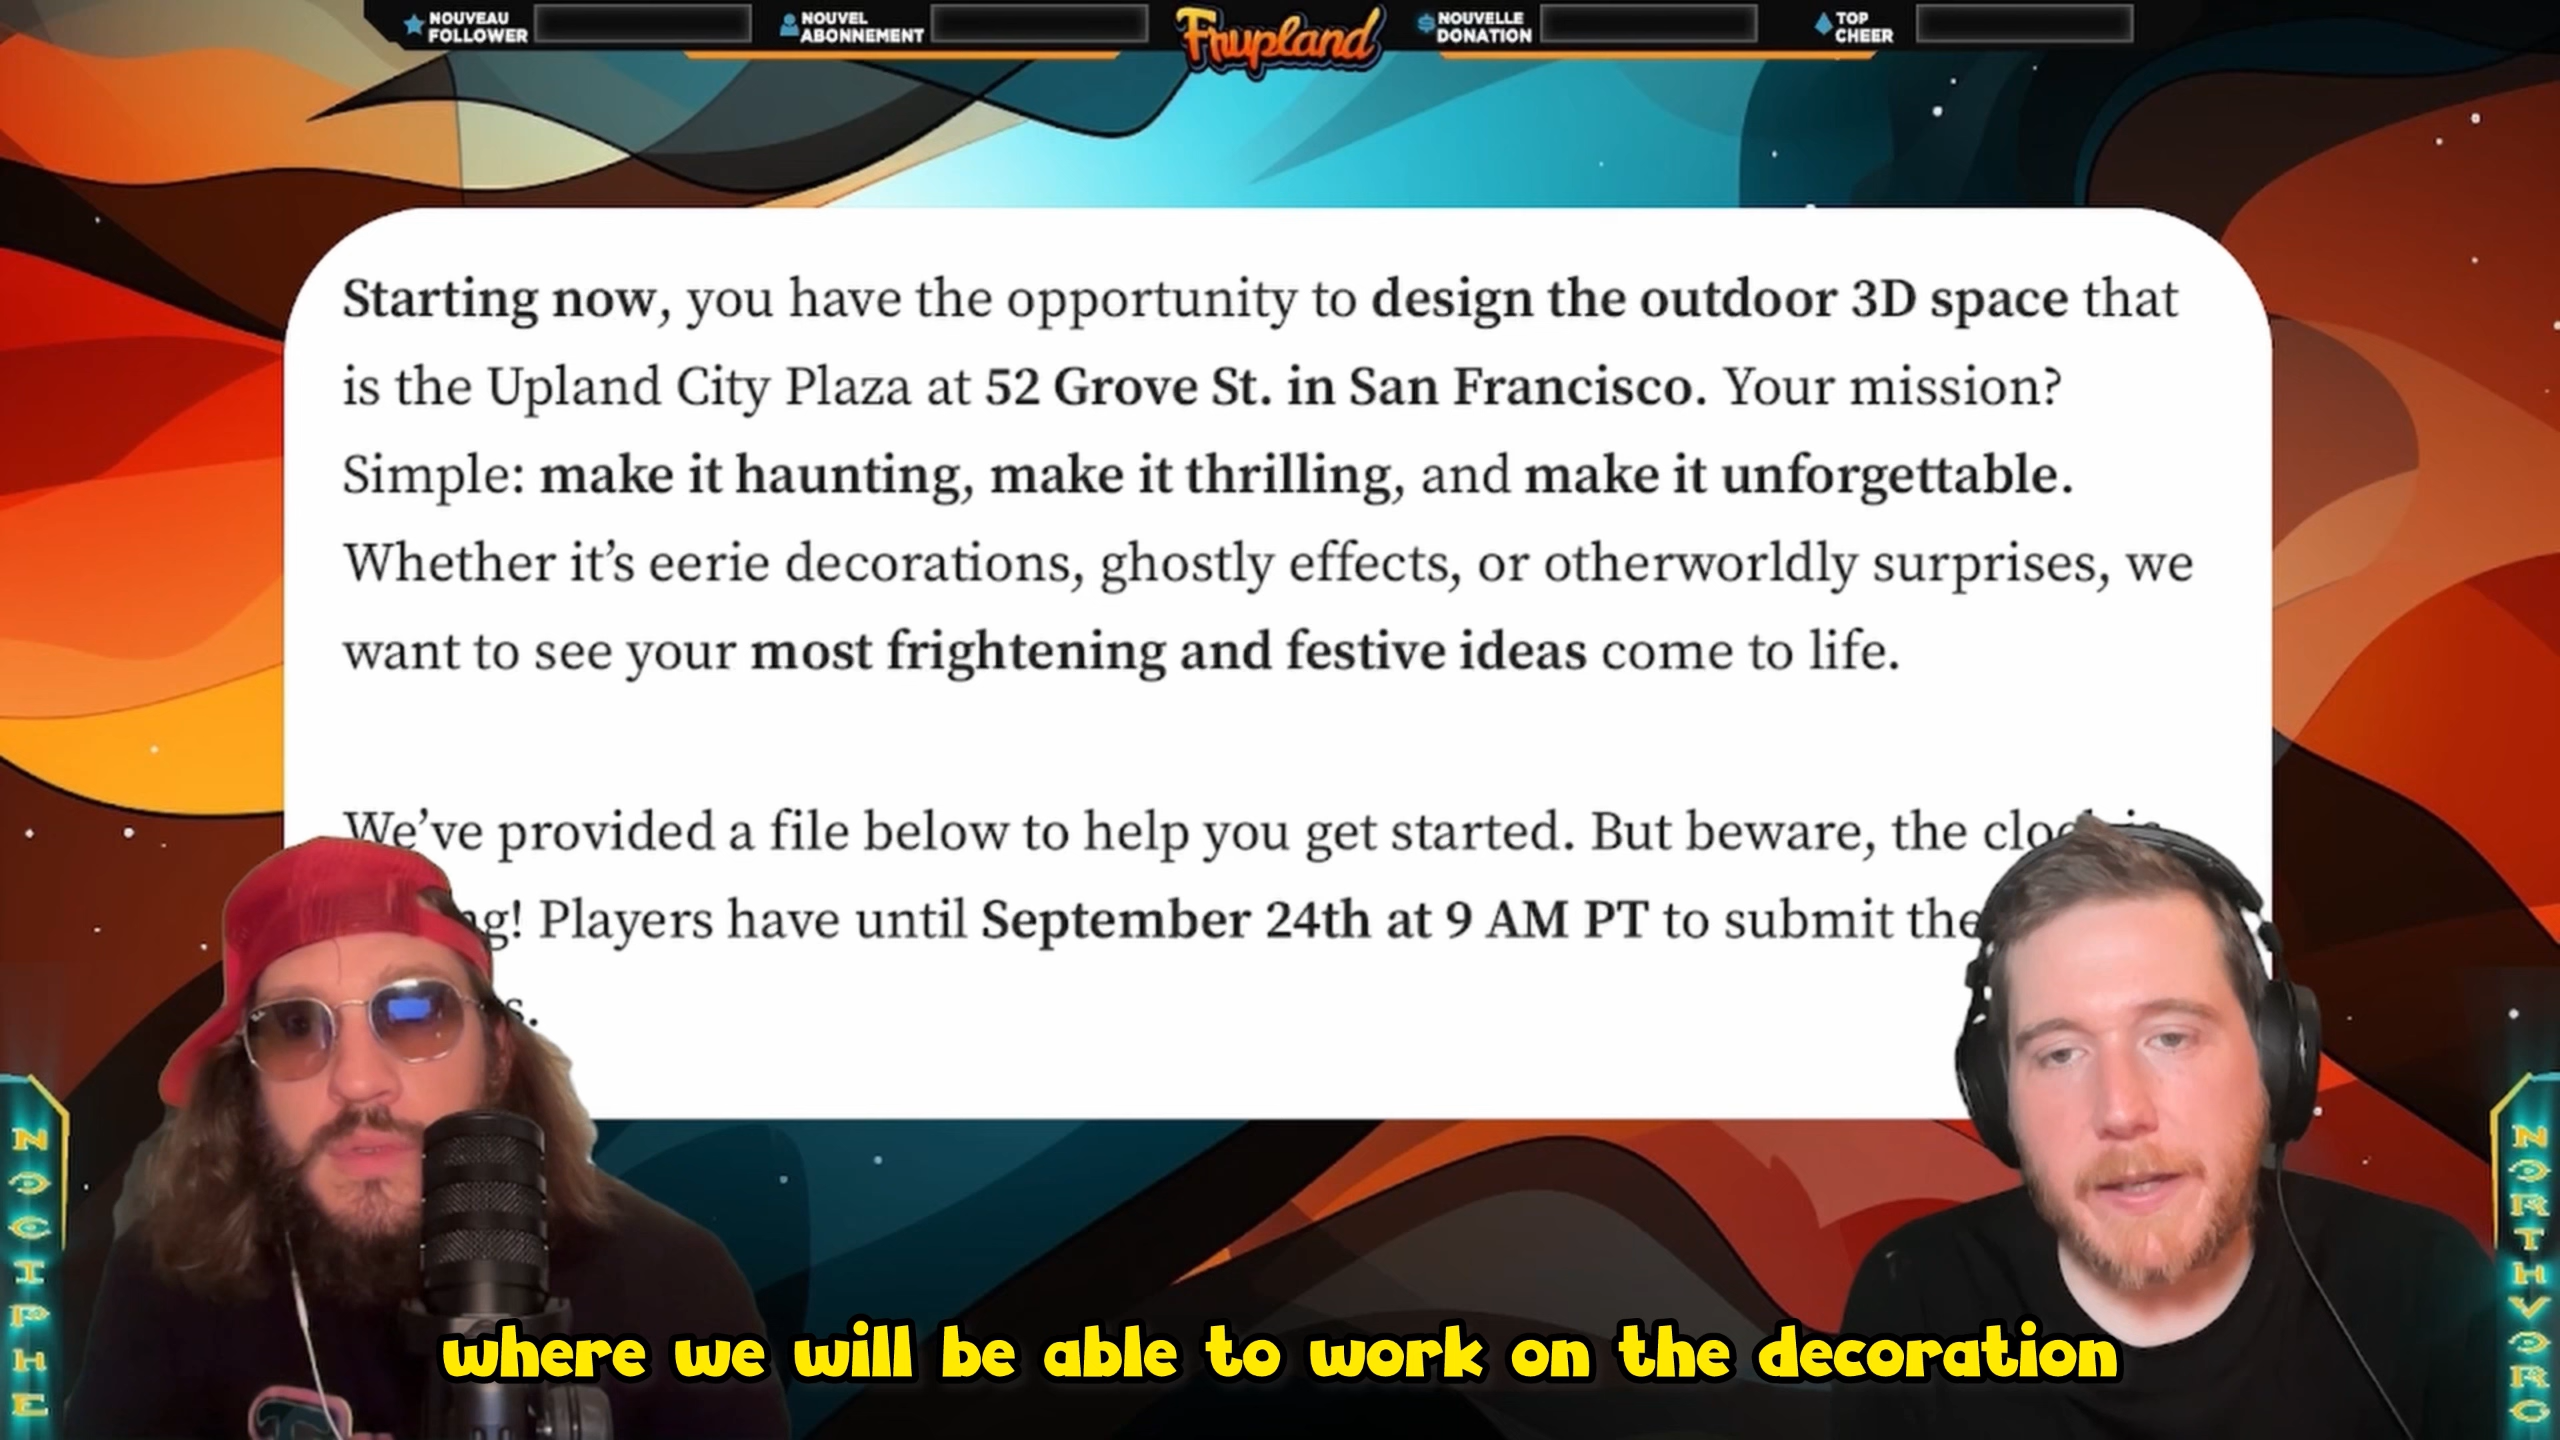 NOUVEAU FOLLOWER
NOUVEL ABONNEMENT
Frupland
NOUVELLE DONATION
TOP CHEER
Starting now, you have the opportunity to design the outdoor 3D space that
is the Upland City Plaza at 52 Grove St. in San Francisco. Your mission?
Simple: make it haunting, make it thrilling, and make it unforgettable.
Whether it’s eerie decorations, ghostly effects, or otherworldly surprises, we
want to see your most frightening and festive ideas come to life.
We’ve provided a file below to help you get started. But beware, the
Players have until September 24th at 9 AM PT to submit
NOCIPHE
NORTHVORC
where we will be able to work on the decoration